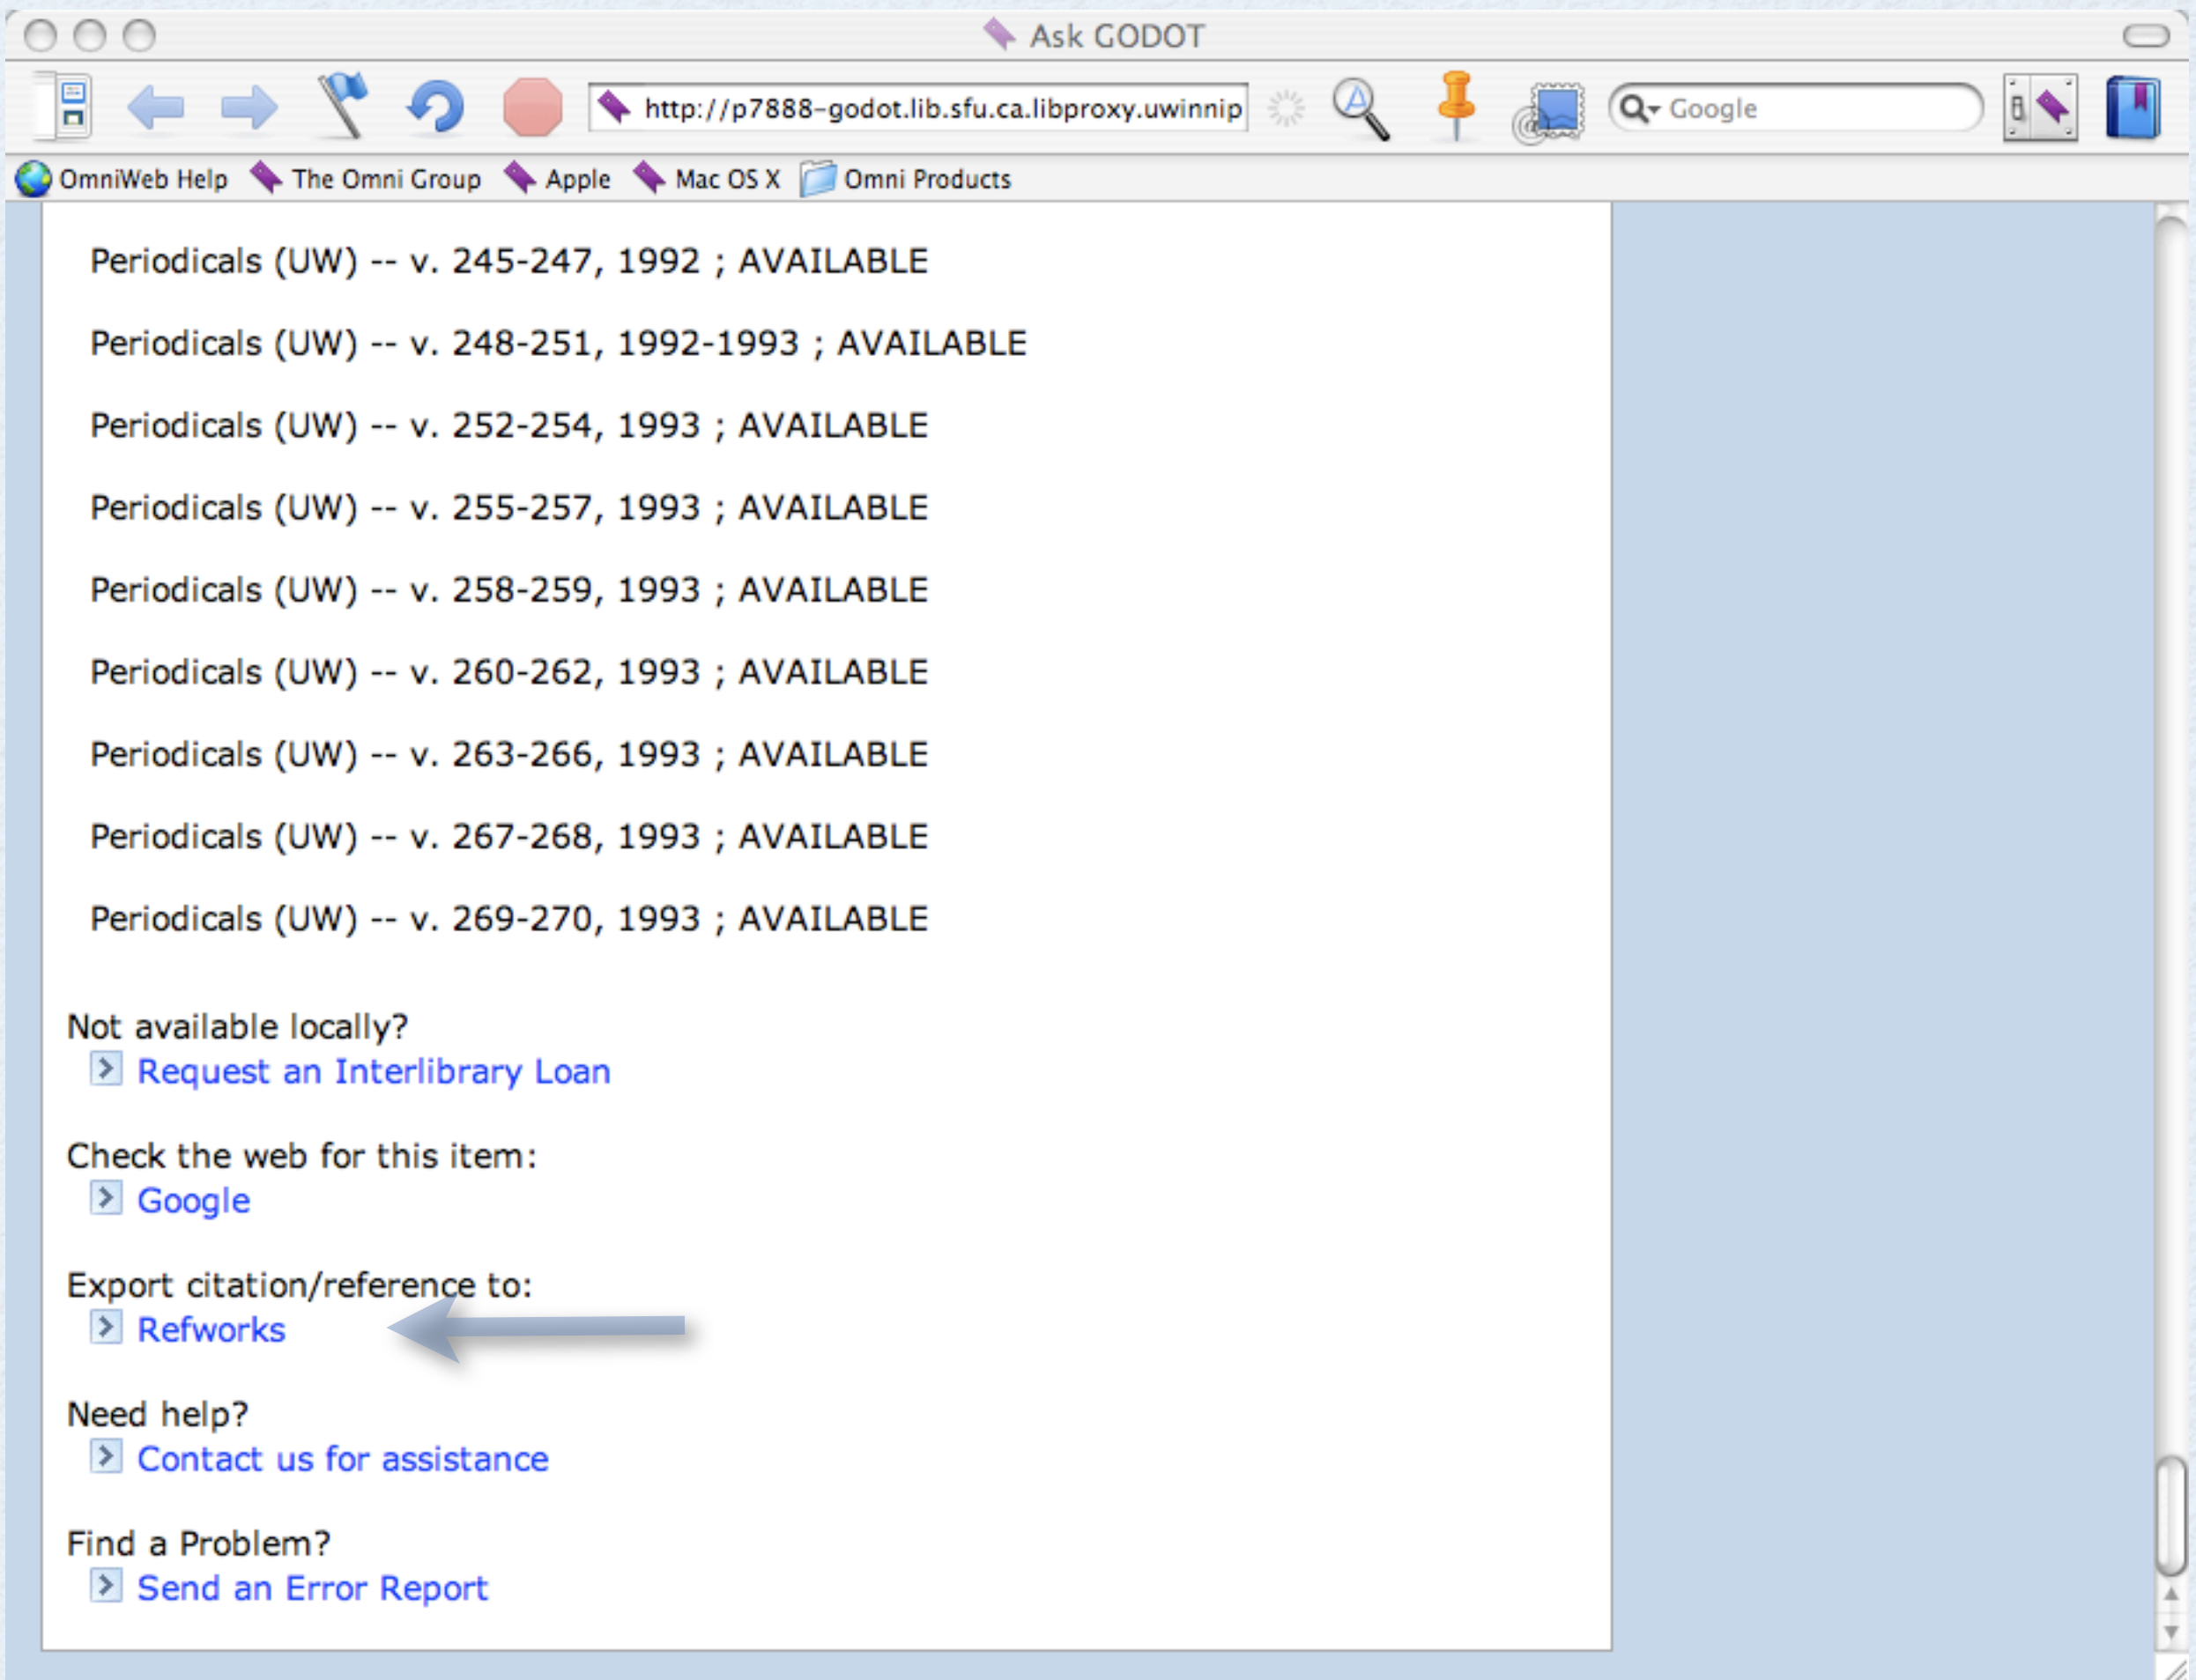 Ask GODOT
http://p7888-godot.lib.sfu.ca.libproxy.uwinnip
Google
OmniWeb Help The Omni Group Apple Mac OS X Omni Products
Periodicals (UW) -- v. 245-247, 1992 ; AVAILABLE
Periodicals (UW) -- v. 248-251, 1992-1993 ; AVAILABLE
Periodicals (UW) -- v. 252-254, 1993 ; AVAILABLE
Periodicals (UW) -- v. 255-257, 1993 ; AVAILABLE
Periodicals (UW) -- v. 258-259, 1993 ; AVAILABLE
Periodicals (UW) -- v. 260-262, 1993 ; AVAILABLE
Periodicals (UW) -- v. 263-266, 1993 ; AVAILABLE
Periodicals (UW) -- v. 267-268, 1993 ; AVAILABLE
Periodicals (UW) -- v. 269-270, 1993 ; AVAILABLE
Not available locally?
Request an Interlibrary Loan
Check the web for this item:
Google
Export citation/reference to:
Refworks
Need help?
Contact us for assistance
Find a Problem?
Send an Error Report